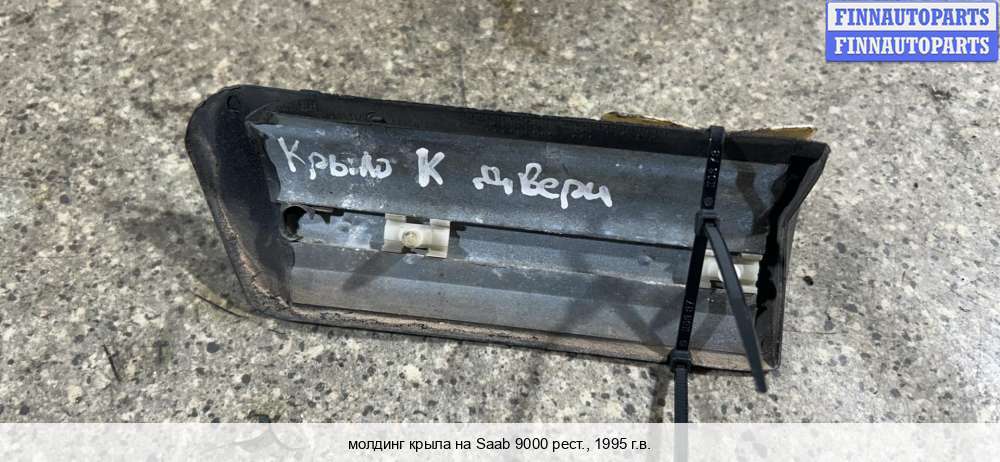 FINNAUTOPARTS
FINNAUTOPARTS
Крыло К двери
молдинг крыла на Saab 9000 рест., 1995 г.в.